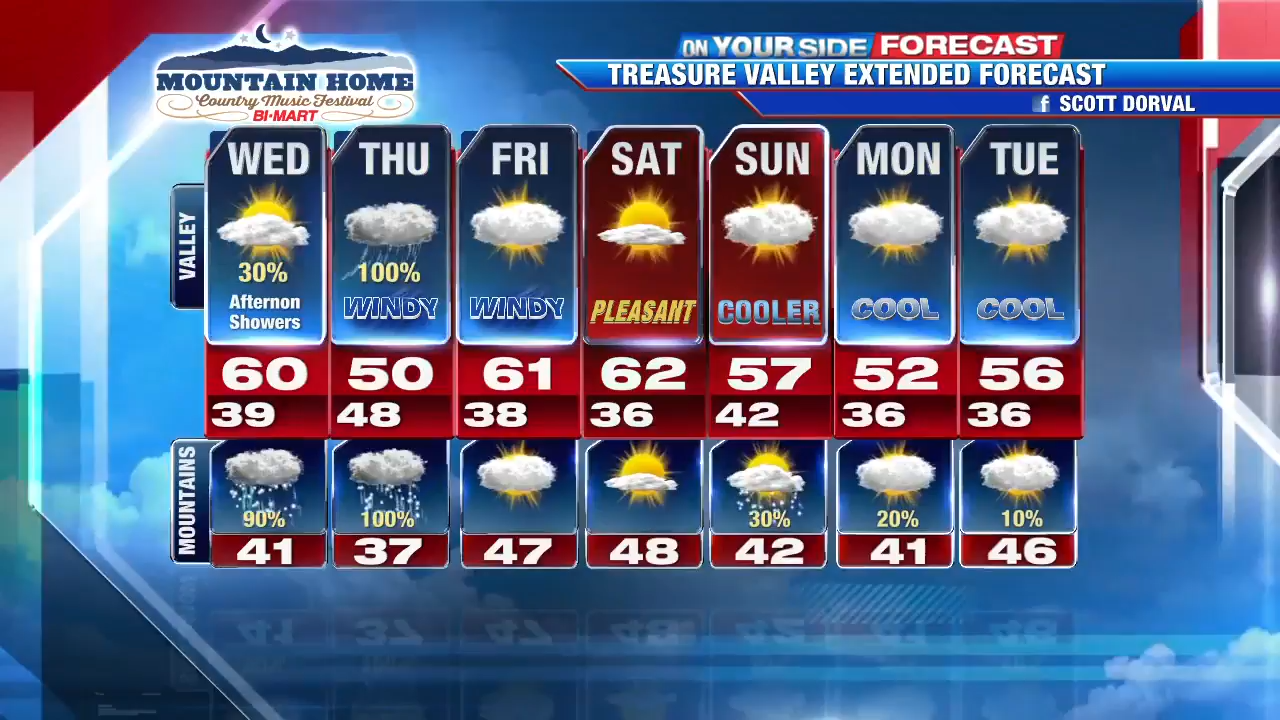 MOUNTAIN HOME
Country Music Festival
BI-MART
ON YOUR SIDE FORECAST
TREASURE VALLEY EXTENDED FORECAST
f SCOTT DORVAL
WED THU FRI SAT SUN MON TUE
VALLEY
30% 100%
Afternon
Showers
WINDY WINDY PLEASANT COOLER COOL COOL
60 50 61 62 57 52 56
39 48 38 36 42 36 36
MOUNTAINS
90% 100% 30% 20% 10%
41 37 47 48 42 41 46